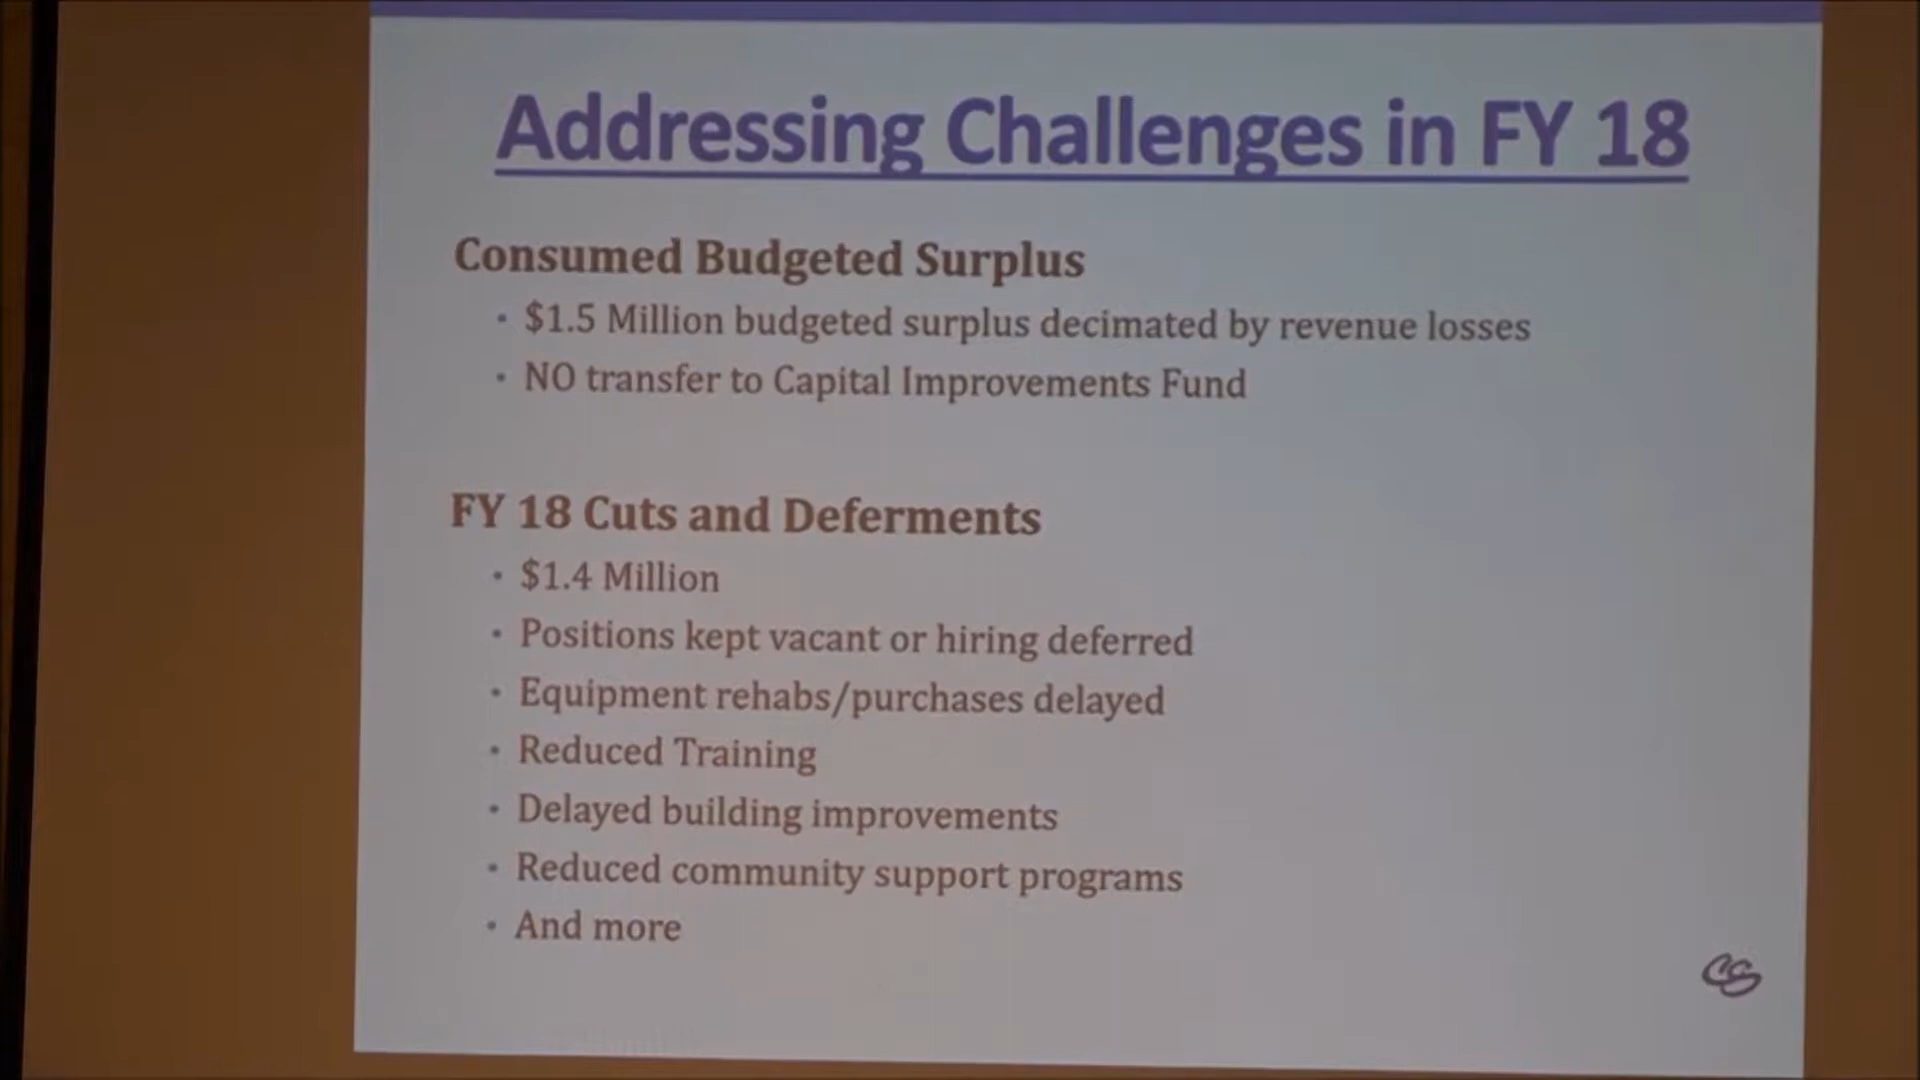 Addressing Challenges in FY 18
Consumed Budgeted Surplus
• $1.5 Million budgeted surplus decimated by revenue losses
• NO transfer to Capital Improvements Fund
FY 18 Cuts and Deferments
• $1.4 Million
• Positions kept vacant or hiring deferred
• Equipment rehabs/purchases delayed
• Reduced Training
• Delayed building improvements
• Reduced community support programs
• And more